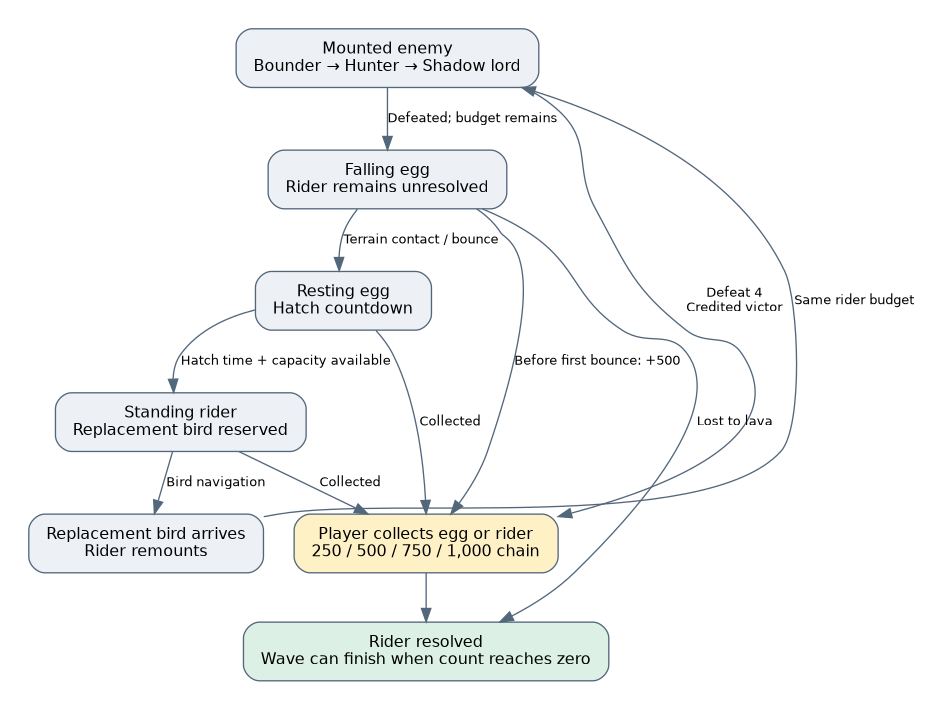 Mounted enemy
Bounder → Hunter → Shadow lord
Defeated; budget remains
Falling egg
Rider remains unresolved
Terrain contact / bounce
Resting egg
Hatch countdown
Defeat 4
Credited victor
Same rider budget
Hatch time + capacity available
Before first bounce: +500
Standing rider
Replacement bird reserved
Collected
Lost to lava
Bird navigation
Collected
Replacement bird arrives
Rider remounts
Player collects egg or rider
250 / 500 / 750 / 1,000 chain
Rider resolved
Wave can finish when count reaches zero